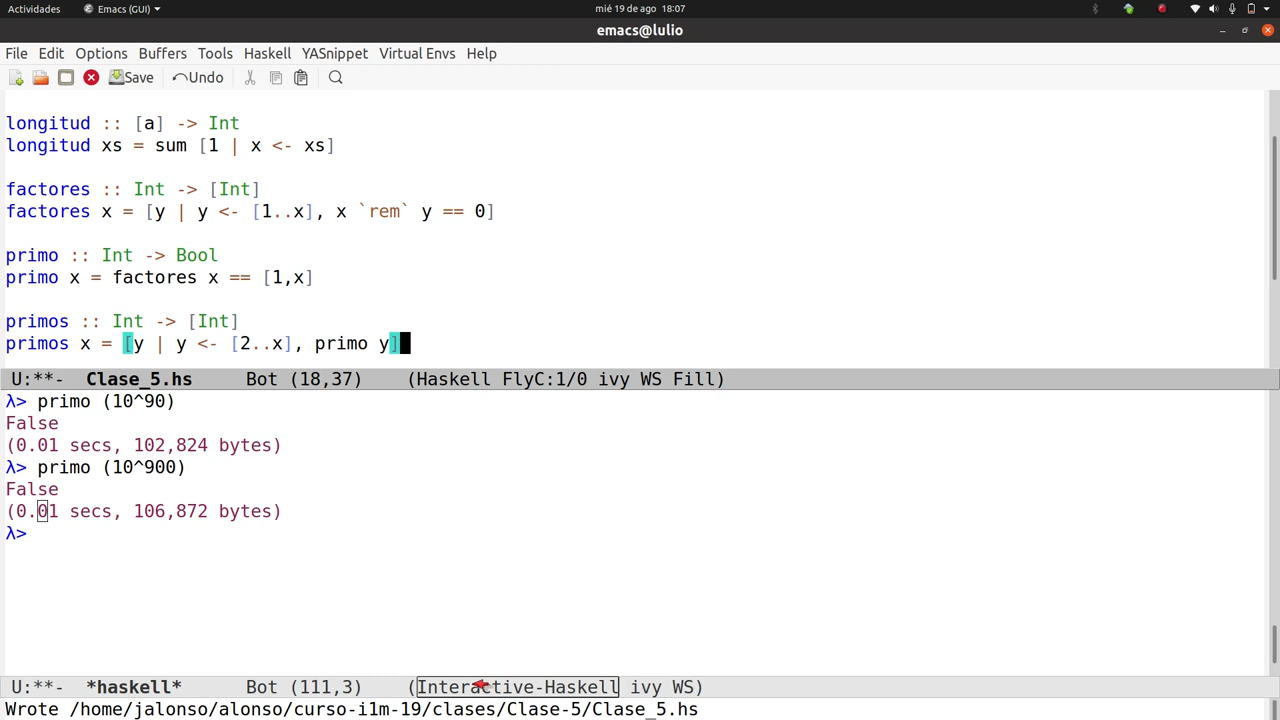 Actividades Emacs (GUI) mié 19 de ago 18:07
emacs@lulio
File Edit Options Buffers Tools Haskell YASnippet Virtual Envs Help
Save Undo
longitud :: [a] -> Int
longitud xs = sum [1 | x <- xs]
factores :: Int -> [Int]
factores x = [y | y <- [1..x], x `rem` y == 0]
primo :: Int -> Bool
primo x = factores x == [1,x]
primos :: Int -> [Int]
primos x = [y | y <- [2..x], primo y]
U:**- Clase_5.hs Bot (18,37) (Haskell FlyC:1/0 ivy WS Fill)
λ> primo (10^90)
False
(0.01 secs, 102,824 bytes)
λ> primo (10^900)
False
(0.01 secs, 106,872 bytes)
λ>
U:**- *haskell* Bot (111,3) (Interactive-Haskell ivy WS)
Wrote /home/jalonso/alonso/curso-i1m-19/clases/Clase-5/Clase_5.hs